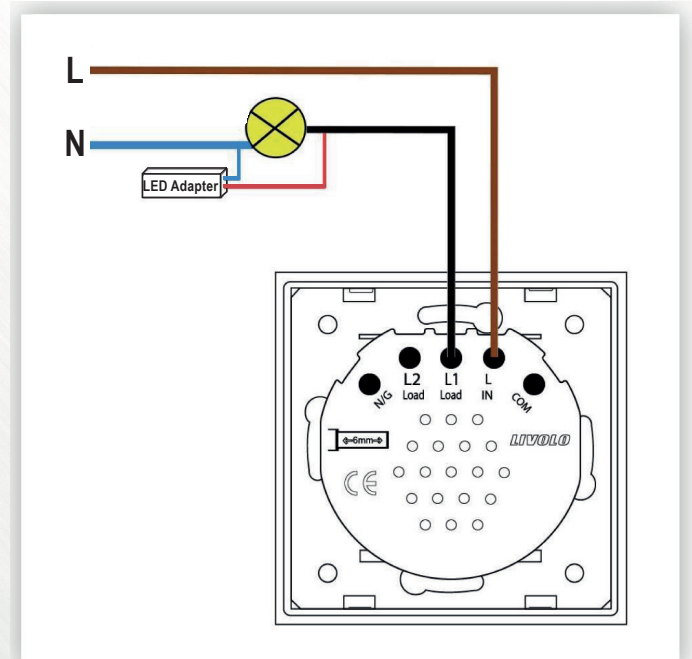 L
N
LED Adapter
L2
Load
L1
Load
L
IN
N/G
COM
6mm
LIVOLO
CE